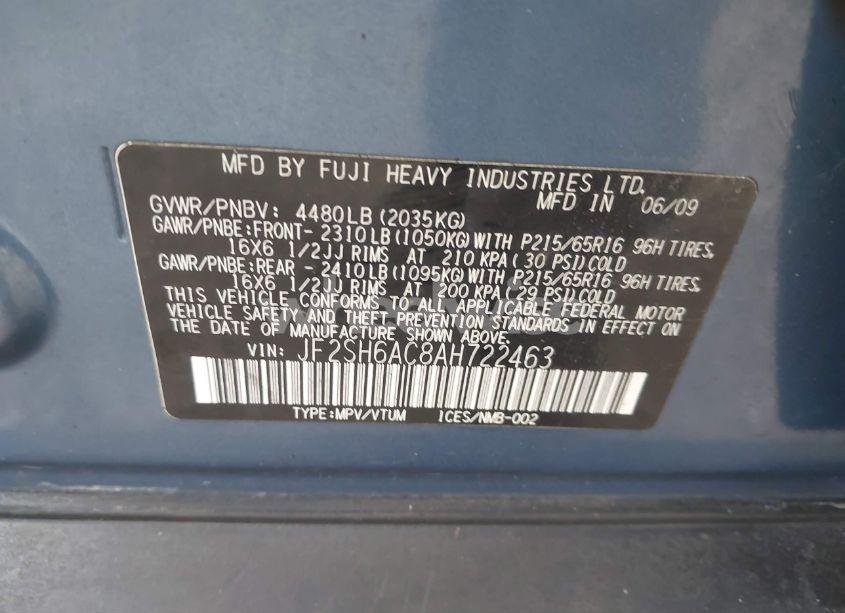 MFD BY FUJI HEAVY INDUSTRIES LTD.
MFD IN 06/09
GVWR/PNBV: 4480LB(2035KG)
GAWR/PNBE:FRONT- 2310LB(1050KG)WITH P215/65R16 96H TIRES,
16X6 1/2JJ RIMS AT 210 KPA(30 PSI)COLD
GAWR/PNBE:REAR - 2410LB(1095KG)WITH P215/65R16 96H TIRES,
16X6 1/2JJ RIMS AT 200 KPA(29 PSI)COLD
THIS VEHICLE CONFORMS TO ALL APPLICABLE FEDERAL MOTOR
VEHICLE SAFETY AND THEFT PREVENTION STANDARDS IN EFFECT ON
THE DATE OF MANUFACTURE SHOWN ABOVE.
VIN: JF2SH6AC8AH722463
TYPE:MPV/VTUM ICES/NMB-002